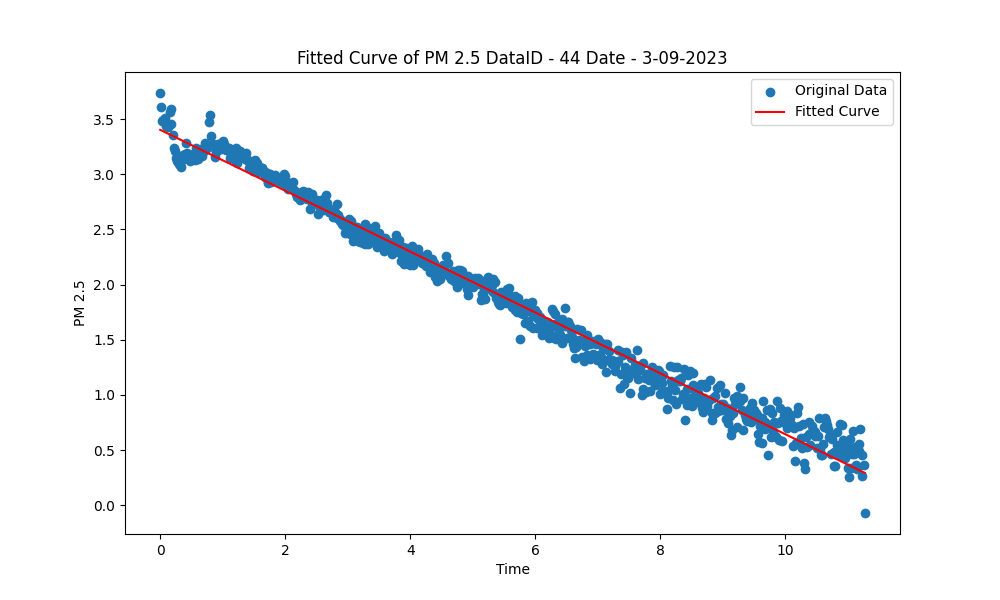 Fitted Curve of PM 2.5 DataID - 44 Date - 3-09-2023
Original Data
Fitted Curve
3.5
3.0
2.5
2.0
1.5
1.0
0.5
0.0
PM 2.5
0 2 4 6 8 10
Time